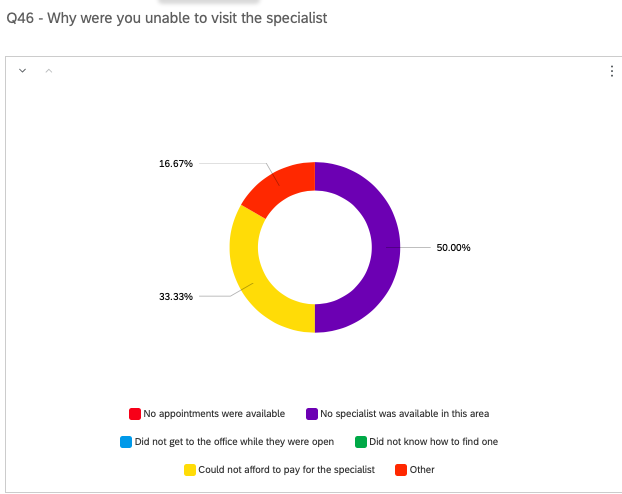 Q46 - Why were you unable to visit the specialist
16.67%
50.00%
33.33%
No appointments were available
No specialist was available in this area
Did not get to the office while they were open
Did not know how to find one
Could not afford to pay for the specialist
Other